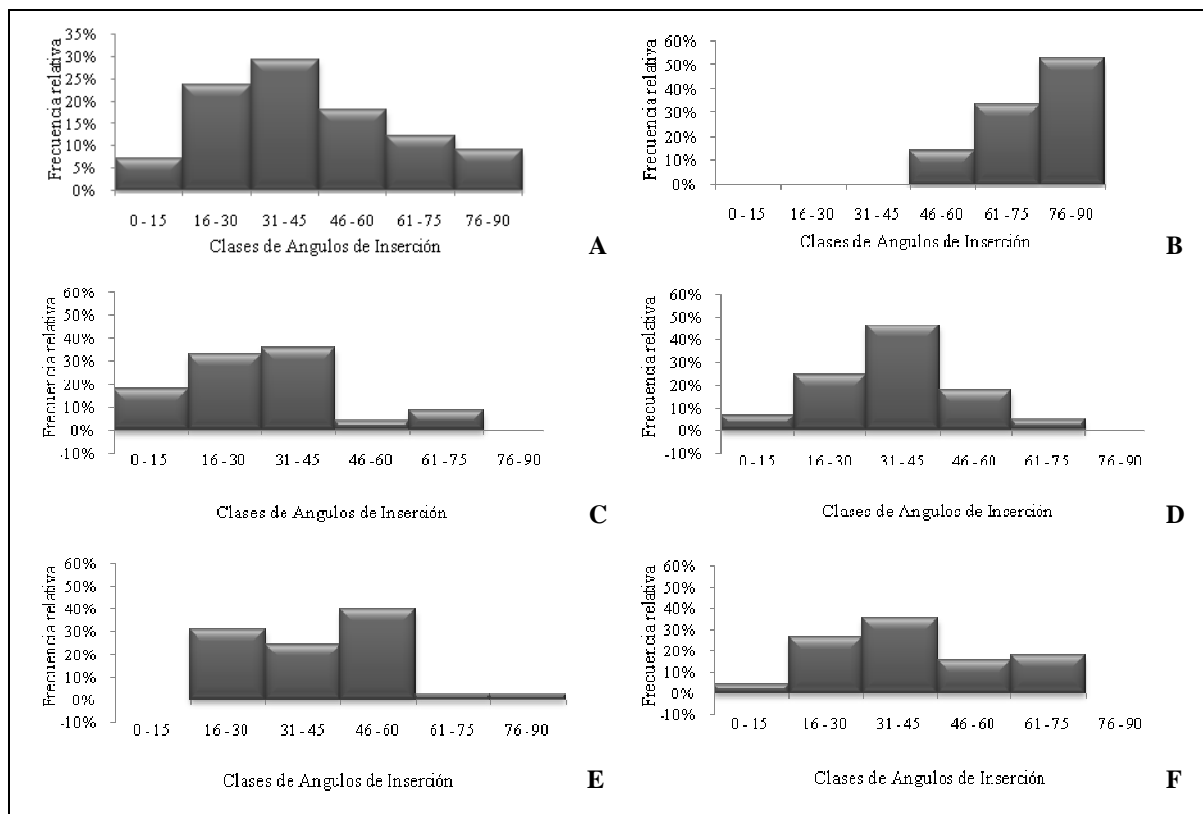 Frecuencia relativa
35%
30%
25%
20%
15%
10%
5%
0%
0 - 15 16 - 30 31 - 45 46 - 60 61 - 75 76 - 90
Clases de Angulos de Inserción
A
Frecuencia relativa
60%
50%
40%
30%
20%
10%
0%
0 - 15 16 - 30 31 - 45 46 - 60 61 - 75 76 - 90
Clases de Angulos de Inserción
B
Frecuencia relativa
60%
50%
40%
30%
20%
10%
0%
-10%
0 - 15 16 - 30 31 - 45 46 - 60 61 - 75 76 - 90
Clases de Angulos de Inserción
C
Frecuencia relativa
60%
50%
40%
30%
20%
10%
0%
-10%
0 - 15 16 - 30 31 - 45 46 - 60 61 - 75 76 - 90
Clases de Angulos de Inserción
D
Frecuencia relativa
60%
50%
40%
30%
20%
10%
0%
-10%
0 - 15 16 - 30 31 - 45 46 - 60 61 - 75 76 - 90
Clases de Angulos de Inserción
E
Frecuencia relativa
60%
50%
40%
30%
20%
10%
0%
-10%
0 - 15 16 - 30 31 - 45 46 - 60 61 - 75 76 - 90
Clases de Angulos de Inserción
F